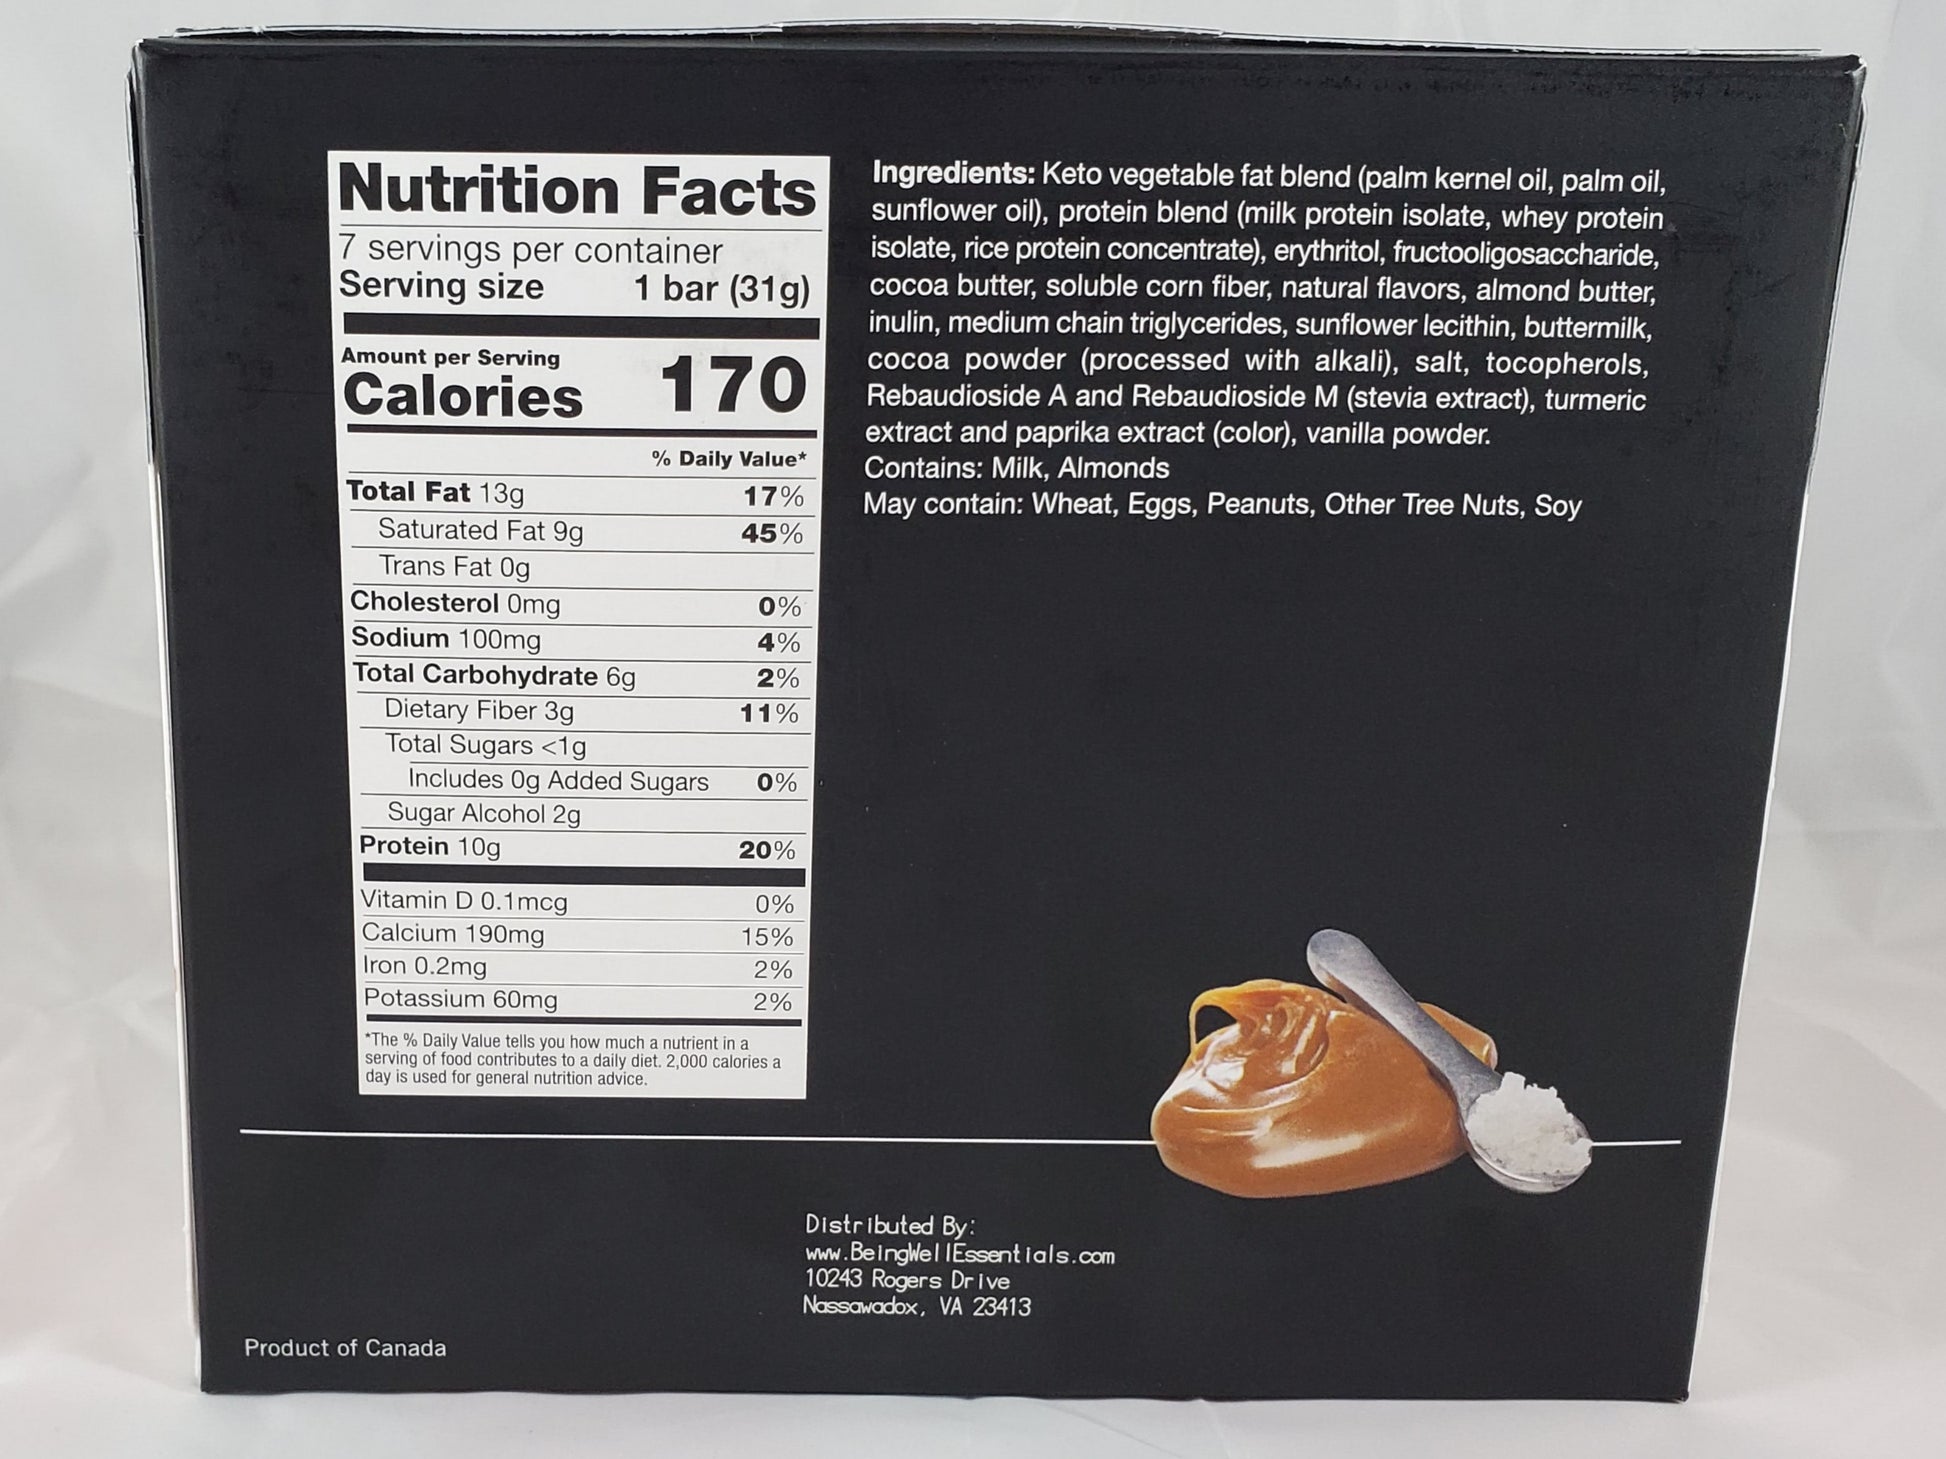 Nutrition Facts
7 servings per container
Serving size 1 bar (31g)
Amount per Serving
Calories 170
% Daily Value*
Total Fat 13g 17%
Saturated Fat 9g 45%
Trans Fat 0g
Cholesterol 0mg 0%
Sodium 100mg 4%
Total Carbohydrate 6g 2%
Dietary Fiber 3g 11%
Total Sugars <1g
Includes 0g Added Sugars 0%
Sugar Alcohol 2g
Protein 10g 20%
Vitamin D 0.1mcg 0%
Calcium 190mg 15%
Iron 0.2mg 2%
Potassium 60mg 2%
*The % Daily Value tells you how much a nutrient in a
serving of food contributes to a daily diet. 2,000 calories a
day is used for general nutrition advice.
Ingredients: Keto vegetable fat blend (palm kernel oil, palm oil,
sunflower oil), protein blend (milk protein isolate, whey protein
isolate, rice protein concentrate), erythritol, fructooligosaccharide,
cocoa butter, soluble corn fiber, natural flavors, almond butter,
inulin, medium chain triglycerides, sunflower lecithin, buttermilk,
cocoa powder (processed with alkali), salt, tocopherols,
Rebaudioside A and Rebaudioside M (stevia extract), turmeric
extract and paprika extract (color), vanilla powder.
Contains: Milk, Almonds
May contain: Wheat, Eggs, Peanuts, Other Tree Nuts, Soy
Distributed By:
www.BeingWellEssentials.com
10243 Rogers Drive
Nassawadox, VA 23413
Product of Canada